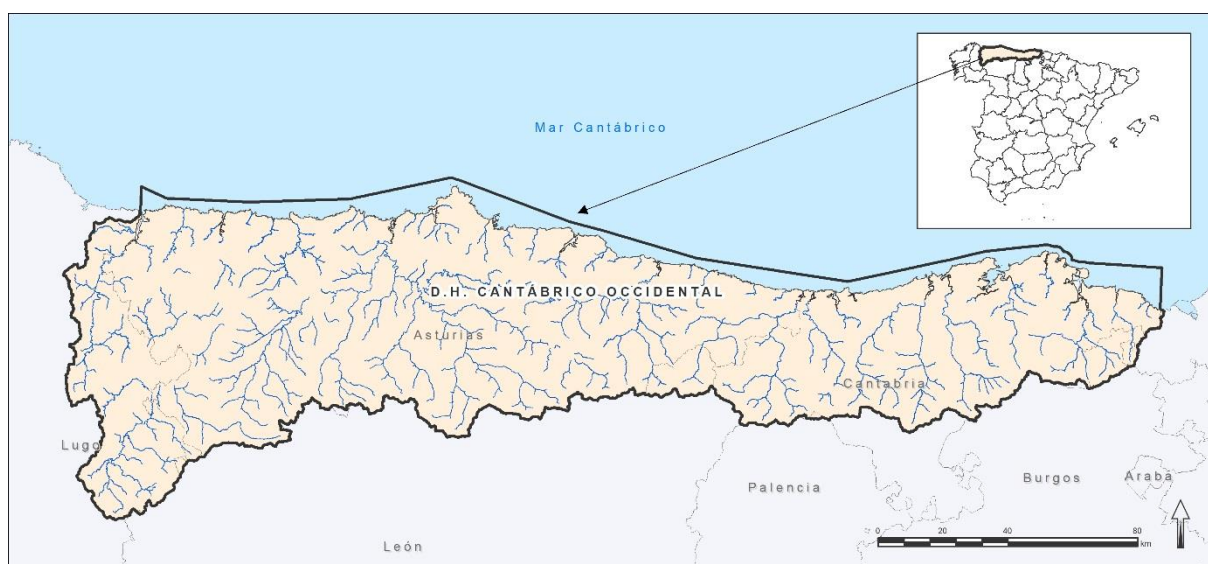 Mar Cantábrico
D.H. CANTÁBRICO OCCIDENTAL
Asturias
Cantabria
Lugo
Palencia
Burgos
Araba
León
0 20 40 80
km